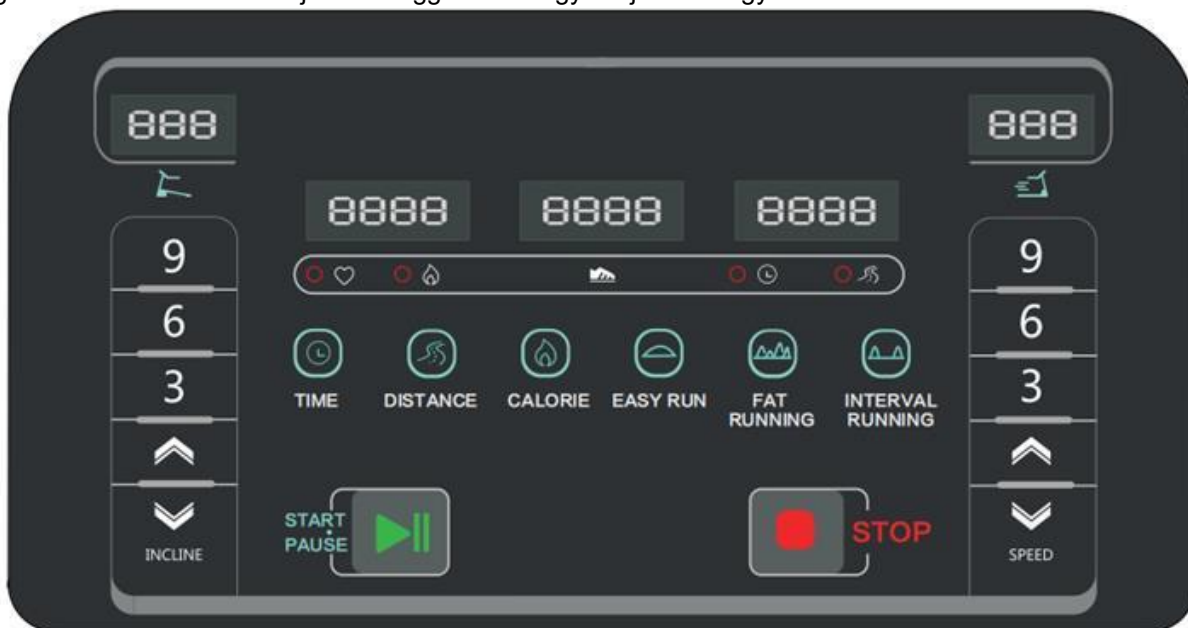 888
888
8888
8888
8888
9
6
3
INCLINE
TIME
DISTANCE
CALORIE
EASY RUN
FAT
RUNNING
INTERVAL
RUNNING
START
PAUSE
STOP
9
6
3
SPEED